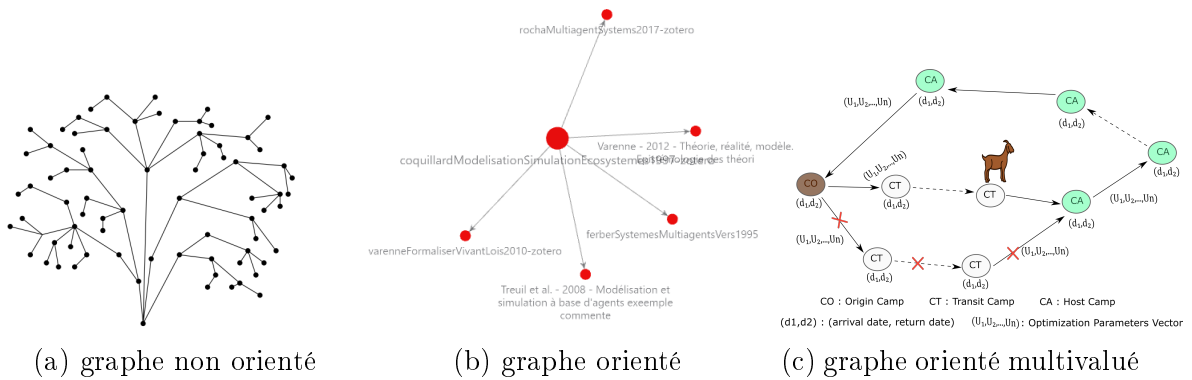 rochaMultiagentSystems2017-zotero
Varenne - 2012 - Théorie, réalité, modèle.
coquillardModelisationSimulationEcosystemes1997-zotero
ferberSystemesMultiagentsVers1995
varenneFormaliserVivantLois2010-zotero
Treuil et al. - 2008 - Modélisation et
simulation à base d'agents exeemple
commente
CA
(d₁,d₂)
(U₁,U₂,..,Un)
CA
(d₁,d₂)
CA
(d₁,d₂)
(U₁,U₂,..,Un)
CO
(d₁,d₂)
(U₁,U₂,..,Un)
CT
(d₁,d₂)
CT
CA
(d₁,d₂)
(U₁,U₂,..,Un)
CT
(d₁,d₂)
CT
(d₁,d₂)
(U₁,U₂,..,Un)
CO : Origin Camp CT : Transit Camp CA : Host Camp
(d1,d2) : (arrival date, return date) (U₁,U₂,..,Un): Optimization Parameters Vector
(a) graphe non orienté (b) graphe orienté (c) graphe orienté multivalué